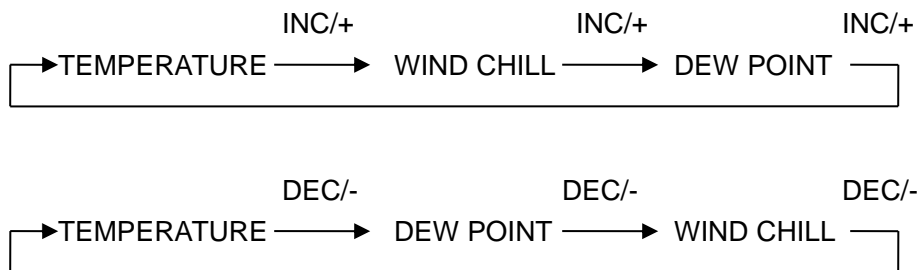 INC/+ INC/+ INC/+
TEMPERATURE WIND CHILL DEW POINT
DEC/- DEC/- DEC/-
TEMPERATURE DEW POINT WIND CHILL